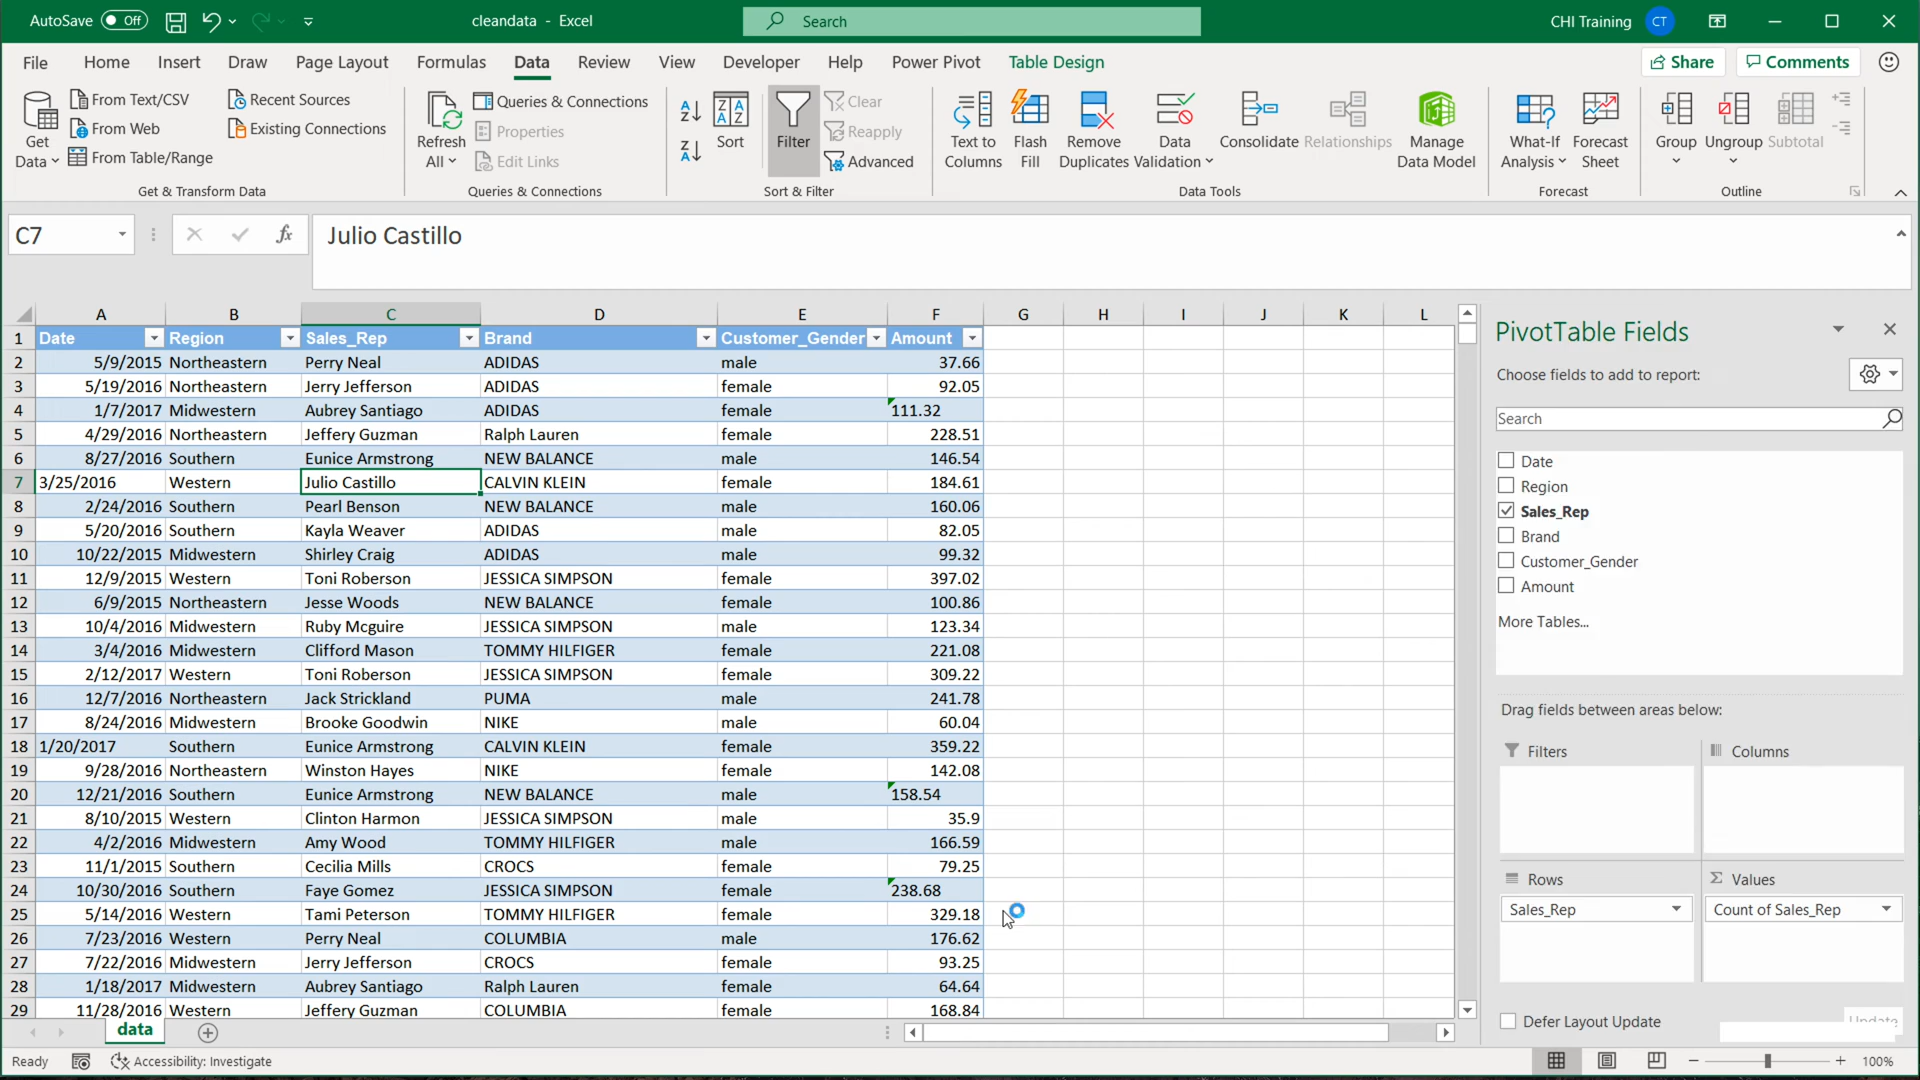 AutoSave Off
cleandata - Excel
Search
CHI Training CT
File Home Insert Draw Page Layout Formulas Data Review View Developer Help Power Pivot Table Design
Share Comments
Get Data
From Text/CSV
From Web
From Table/Range
Recent Sources
Existing Connections
Get & Transform Data
Refresh All
Queries & Connections
Properties
Edit Links
Queries & Connections
Sort
Filter
Clear
Reapply
Advanced
Sort & Filter
Text to Columns
Flash Fill
Remove Duplicates
Data Validation
Consolidate
Relationships
Manage Data Model
Data Tools
What-If Analysis
Forecast Sheet
Forecast
Group
Ungroup
Subtotal
Outline
C7
fx
Julio Castillo
A B C D E F G H I J K L
1 Date Region Sales_Rep Brand Customer_Gender Amount
2 5/9/2015 Northeastern Perry Neal ADIDAS male 37.66
3 5/19/2016 Northeastern Jerry Jefferson ADIDAS female 92.05
4 1/7/2017 Midwestern Aubrey Santiago ADIDAS female 111.32
5 4/29/2016 Northeastern Jeffery Guzman Ralph Lauren female 228.51
6 8/27/2016 Southern Eunice Armstrong NEW BALANCE male 146.54
7 3/25/2016 Western Julio Castillo CALVIN KLEIN female 184.61
8 2/24/2016 Southern Pearl Benson NEW BALANCE male 160.06
9 5/20/2016 Southern Kayla Weaver ADIDAS male 82.05
10 10/22/2015 Midwestern Shirley Craig ADIDAS male 99.32
11 12/9/2015 Western Toni Roberson JESSICA SIMPSON female 397.02
12 6/9/2015 Northeastern Jesse Woods NEW BALANCE female 100.86
13 10/4/2016 Midwestern Ruby Mcguire JESSICA SIMPSON male 123.34
14 3/4/2016 Midwestern Clifford Mason TOMMY HILFIGER female 221.08
15 2/12/2017 Western Toni Roberson JESSICA SIMPSON female 309.22
16 12/7/2016 Northeastern Jack Strickland PUMA male 241.78
17 8/24/2016 Midwestern Brooke Goodwin NIKE male 60.04
18 1/20/2017 Southern Eunice Armstrong CALVIN KLEIN female 359.22
19 9/28/2016 Northeastern Winston Hayes NIKE female 142.08
20 12/21/2016 Southern Eunice Armstrong NEW BALANCE male 158.54
21 8/10/2015 Western Clinton Harmon JESSICA SIMPSON male 35.9
22 4/2/2016 Midwestern Amy Wood TOMMY HILFIGER male 166.59
23 11/1/2015 Southern Cecilia Mills CROCS female 79.25
24 10/30/2016 Southern Faye Gomez JESSICA SIMPSON female 238.68
25 5/14/2016 Western Tami Peterson TOMMY HILFIGER female 329.18
26 7/23/2016 Western Perry Neal COLUMBIA male 176.62
27 7/22/2016 Midwestern Jerry Jefferson CROCS female 93.25
28 1/18/2017 Midwestern Aubrey Santiago Ralph Lauren female 64.64
29 11/28/2016 Western Jeffery Guzman COLUMBIA female 168.84
PivotTable Fields
Choose fields to add to report:
Search
Date
Region
Sales_Rep
Brand
Customer_Gender
Amount
More Tables...
Drag fields between areas below:
Filters Columns
Rows Values
Sales_Rep Count of Sales_Rep
Defer Layout Update Update
data
Ready Accessibility: Investigate 100%